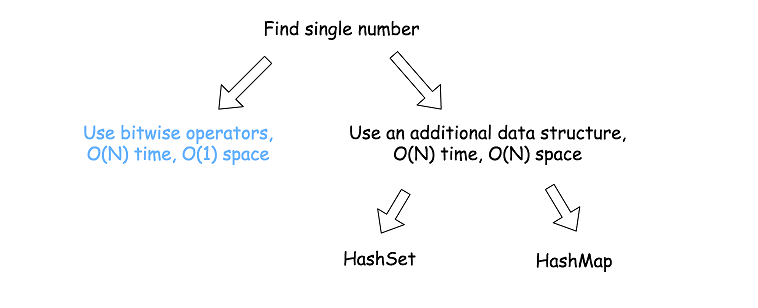 Find single number
Use bitwise operators,
O(N) time, O(1) space
Use an additional data structure,
O(N) time, O(N) space
HashSet
HashMap